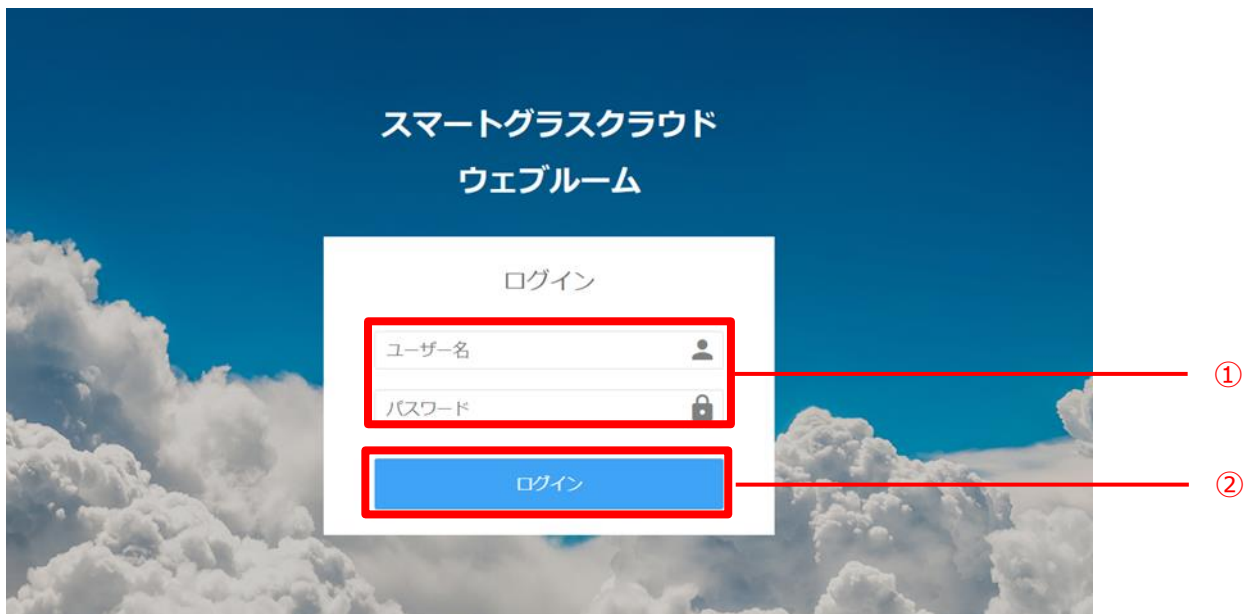 スマートグラスクラウド
ウェブルーム
ログイン
ユーザー名
①
パスワード
ログイン
②